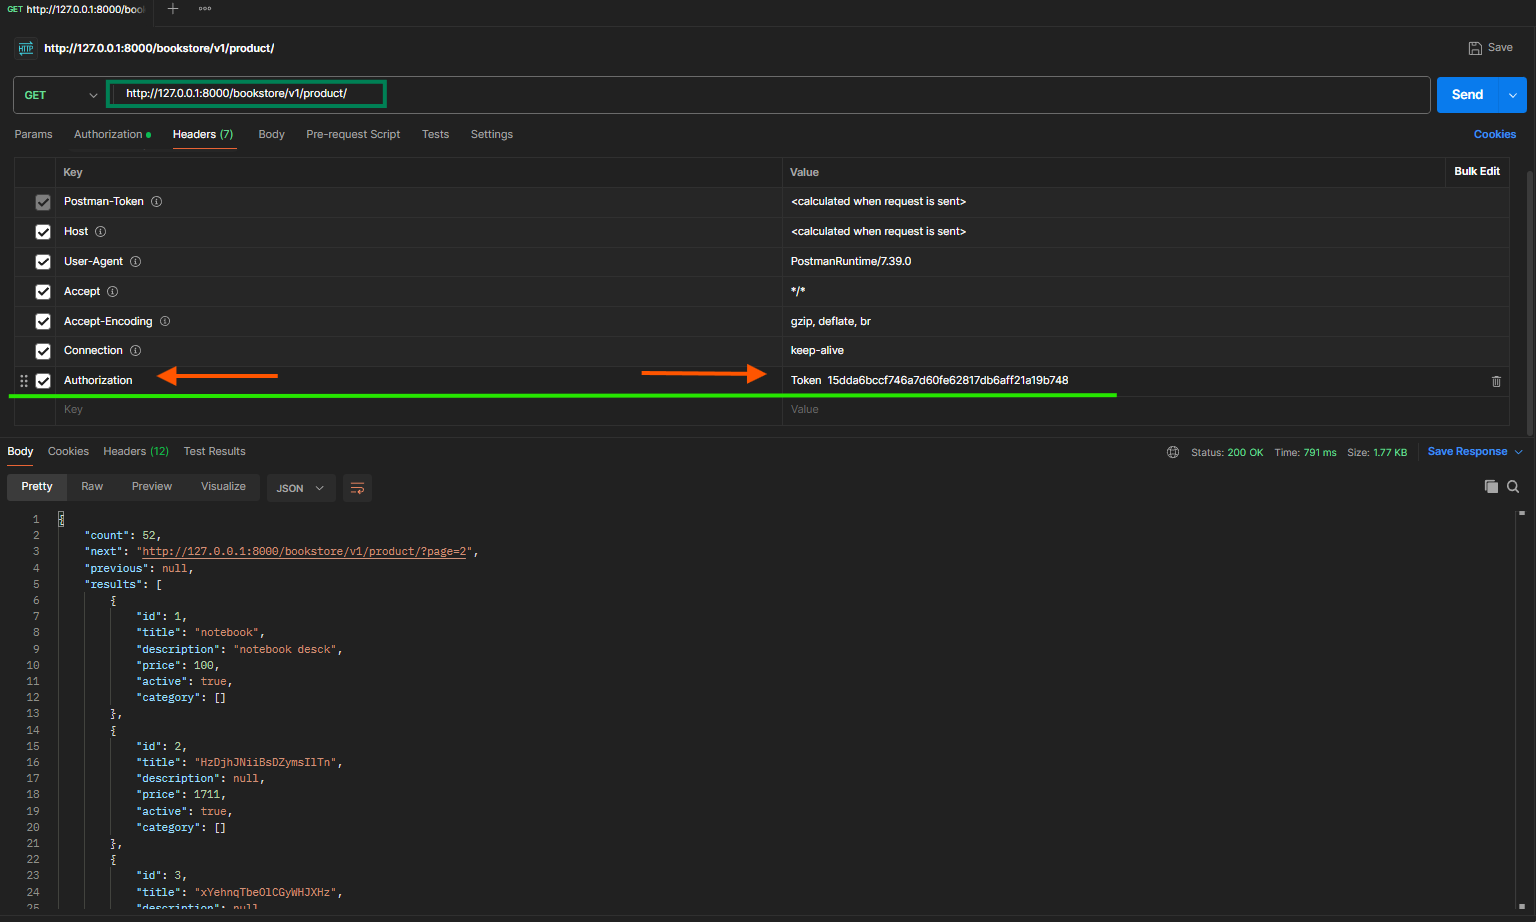 GET http://127.0.0.1:8000/boo
HTTP http://127.0.0.1:8000/bookstore/v1/product/ Save
GET http://127.0.0.1:8000/bookstore/v1/product/ Send
Params Authorization Headers (7) Body Pre-request Script Tests Settings Cookies
Key Value Bulk Edit
Postman-Token <calculated when request is sent>
Host <calculated when request is sent>
User-Agent PostmanRuntime/7.39.0
Accept */*
Accept-Encoding gzip, deflate, br
Connection keep-alive
Authorization Token 15dda6bccf746a7d60fe62817db6aff21a19b748
Key Value
Body Cookies Headers (12) Test Results Status: 200 OK Time: 791 ms Size: 1.77 KB Save Response
Pretty Raw Preview Visualize JSON
1 {
2 "count": 52,
3 "next": "http://127.0.0.1:8000/bookstore/v1/product/?page=2",
4 "previous": null,
5 "results": [
6 {
7 "id": 1,
8 "title": "notebook",
9 "description": "notebook desck",
10 "price": 100,
11 "active": true,
12 "category": []
13 },
14 {
15 "id": 2,
16 "title": "HzDjhJNiiBsDZymsIlTn",
17 "description": null,
18 "price": 1711,
19 "active": true,
20 "category": []
21 },
22 {
23 "id": 3,
24 "title": "xYehnqTbeOlCGyWHJXHz",
25 "description": null